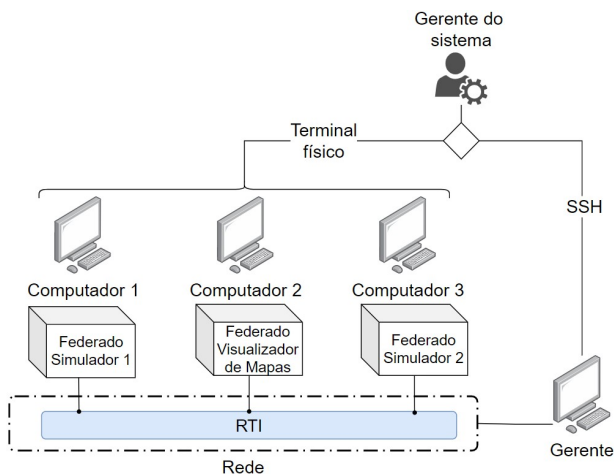 Gerente do
sistema
Terminal
físico
SSH
Computador 1
Computador 2
Computador 3
Federado
Simulador 1
Federado
Visualizador
de Mapas
Federado
Simulador 2
RTI
Rede
Gerente